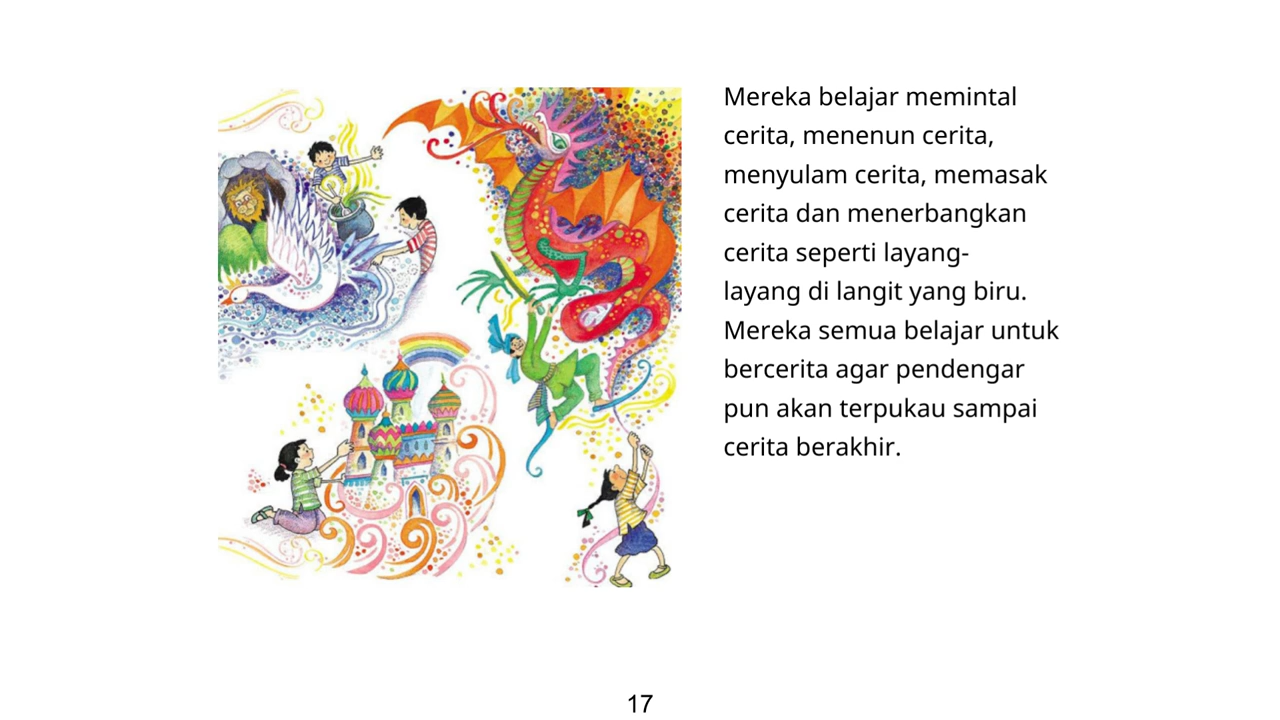 Mereka belajar memintal
cerita, menenun cerita,
menyulam cerita, memasak
cerita dan menerbangkan
cerita seperti layang-
layang di langit yang biru.
Mereka semua belajar untuk
bercerita agar pendengar
pun akan terpukau sampai
cerita berakhir.
17